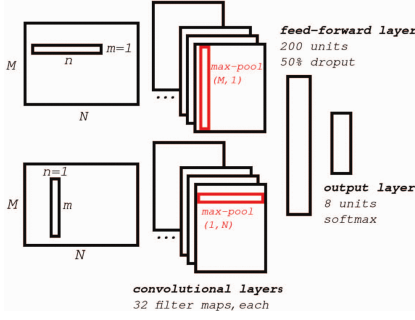 M
m=1
n
N
...
max-pool
(M,1)
feed-forward layer
200 units
50% droput
n=1
M
m
N
...
max-pool
(1,N)
output layer
8 units
softmax
convolutional layers
32 filter maps, each